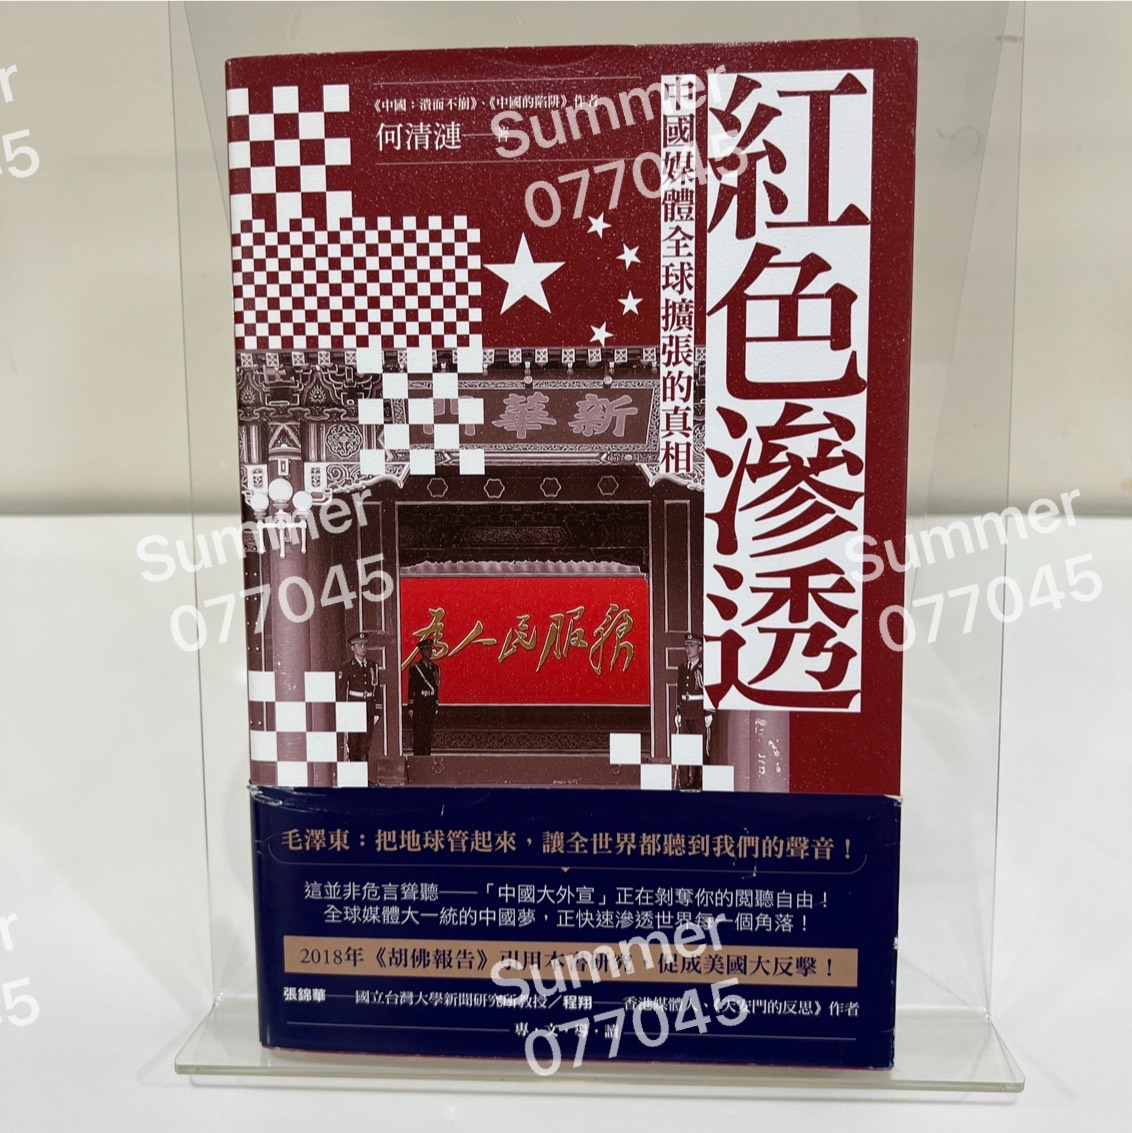 《中國：潰而不崩》、《中國的陷阱》作者
何清漣——著
紅色滲透
中國媒體全球擴張的真相
新華門
為人民服務
毛澤東：把地球管起來，讓全世界都聽到我們的聲音！
這並非危言聳聽——「中國大外宣」正在剝奪你的閱聽自由！
全球媒體大一統的中國夢，正快速滲透世界每一個角落！
2018年《胡佛報告》引用本書研究，促成美國大反擊！
張錦華——國立台灣大學新聞研究所教授／程翔——香港媒體人、《天安門的反思》作者
專・文・導・讀
Summer
077045
Summer
077045
Summer
077045
Summer
077045